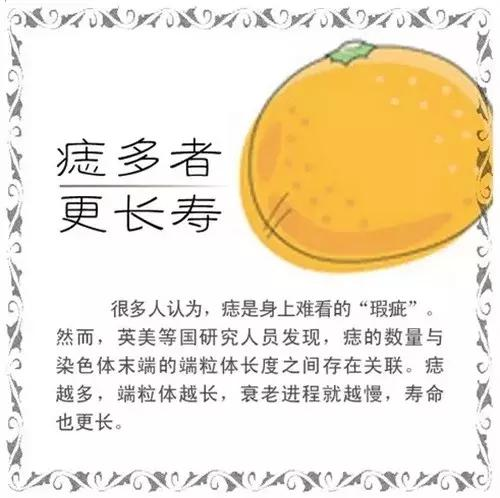 痣多者
更长寿
很多人认为，痣是身上难看的“瑕疵”。
然而，英美等国研究人员发现，痣的数量与
染色体末端的端粒体长度之间存在关联。痣
越多，端粒体越长，衰老进程就越慢，寿命
也更长。